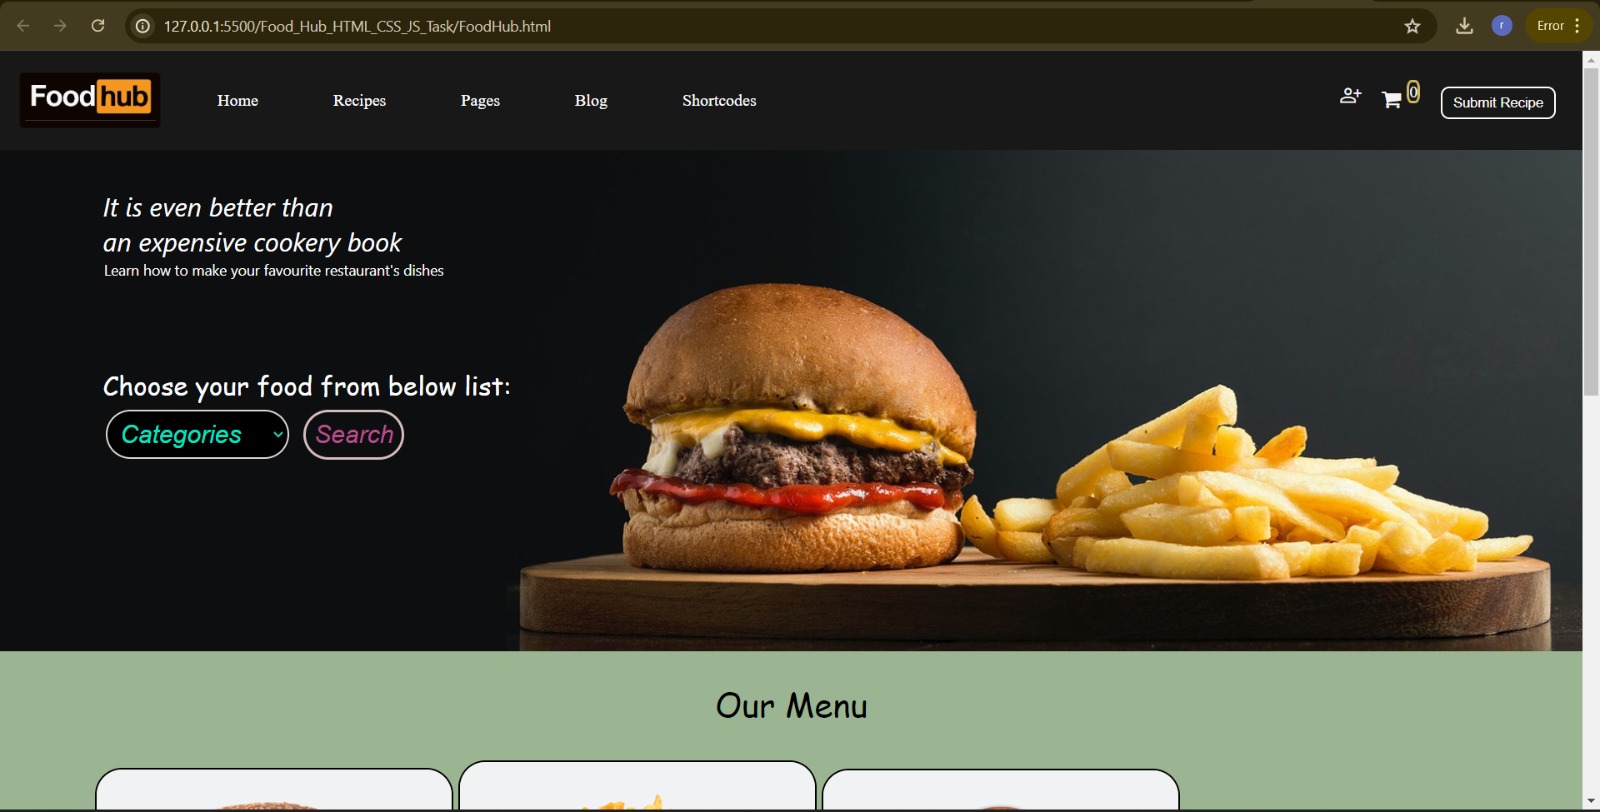 127.0.0.1:5500/Food_Hub_HTML_CSS_JS_Task/FoodHub.html
r
Error
Food hub
Home
Recipes
Pages
Blog
Shortcodes
0
Submit Recipe
It is even better than
an expensive cookery book
Learn how to make your favourite restaurant's dishes
Choose your food from below list:
Categories
Search
Our Menu